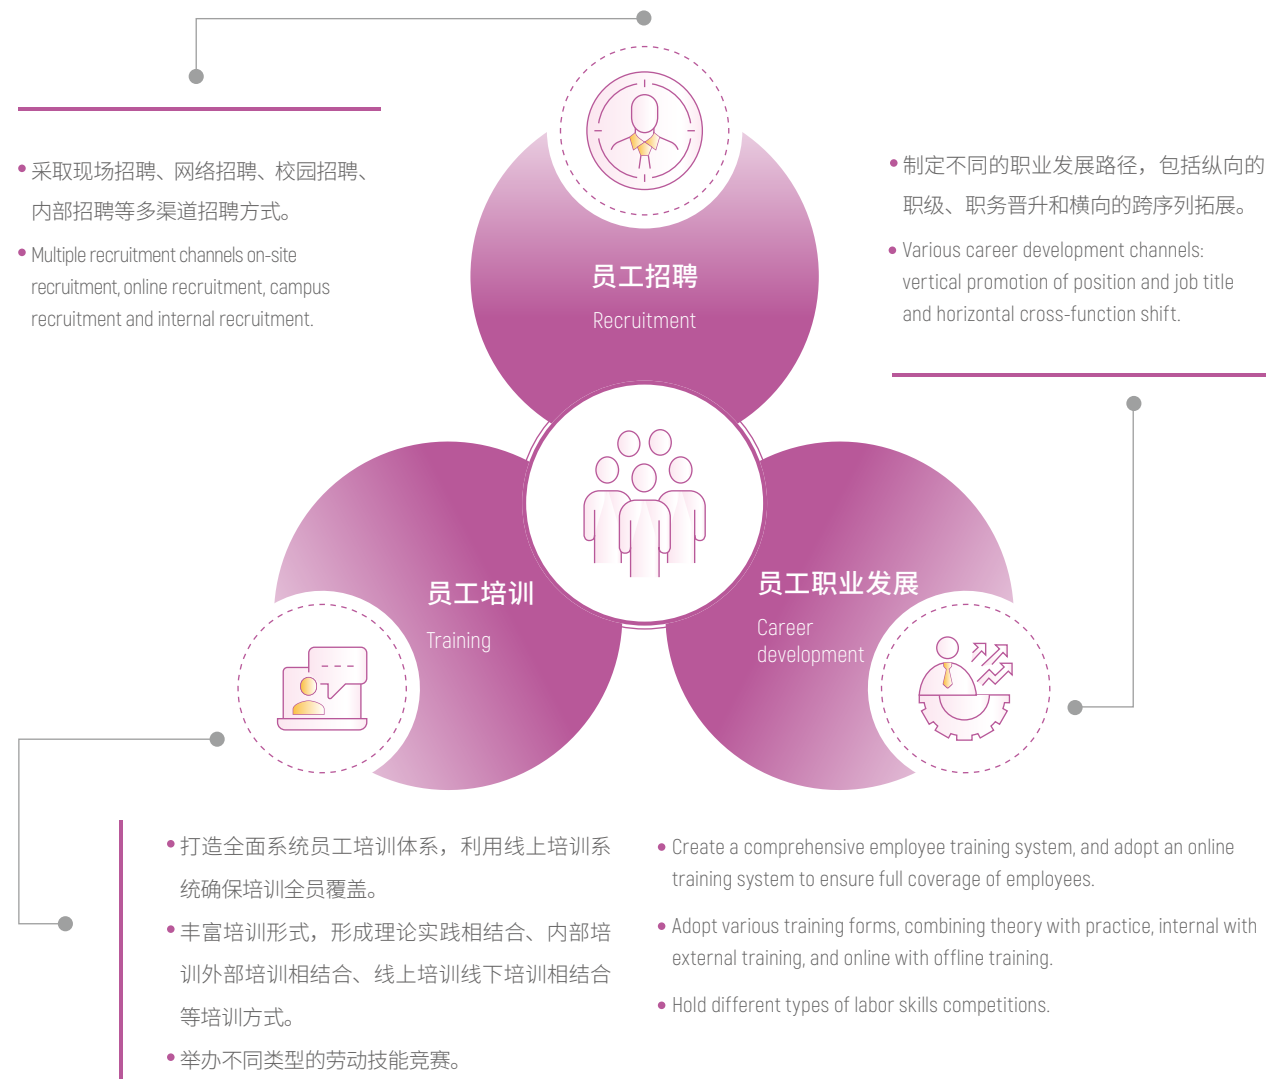 • 采取现场招聘、网络招聘、校园招聘、
内部招聘等多渠道招聘方式。
• Multiple recruitment channels on-site
recruitment, online recruitment, campus
recruitment and internal recruitment.
员工招聘
Recruitment
• 制定不同的职业发展路径，包括纵向的
职级、职务晋升和横向的跨序列拓展。
• Various career development channels:
vertical promotion of position and job title
and horizontal cross-function shift.
员工培训
Training
员工职业发展
Career
development
• 打造全面系统员工培训体系，利用线上培训系
统确保培训全员覆盖。
• 丰富培训形式，形成理论实践相结合、内部培
训外部培训相结合、线上培训线下培训相结合
等培训方式。
• 举办不同类型的劳动技能竞赛。
• Create a comprehensive employee training system, and adopt an online
training system to ensure full coverage of employees.
• Adopt various training forms, combining theory with practice, internal with
external training, and online with offline training.
• Hold different types of labor skills competitions.